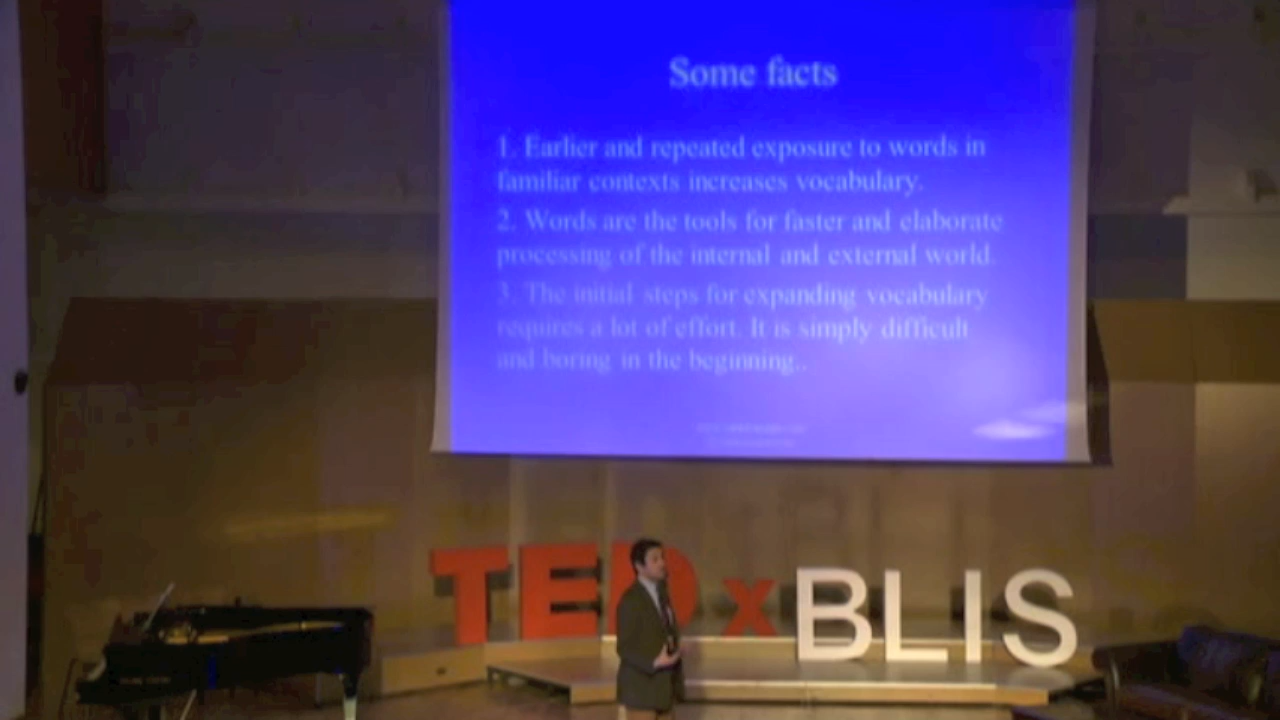 Some facts
1. Earlier and repeated exposure to words in
familiar contexts increases vocabulary.
2. Words are the tools for faster and elaborate
processing of the internal and external world.
3. The initial steps for expanding vocabulary
requires a lot of effort. It is simply difficult
and boring in the beginning..
TEDxBLIS